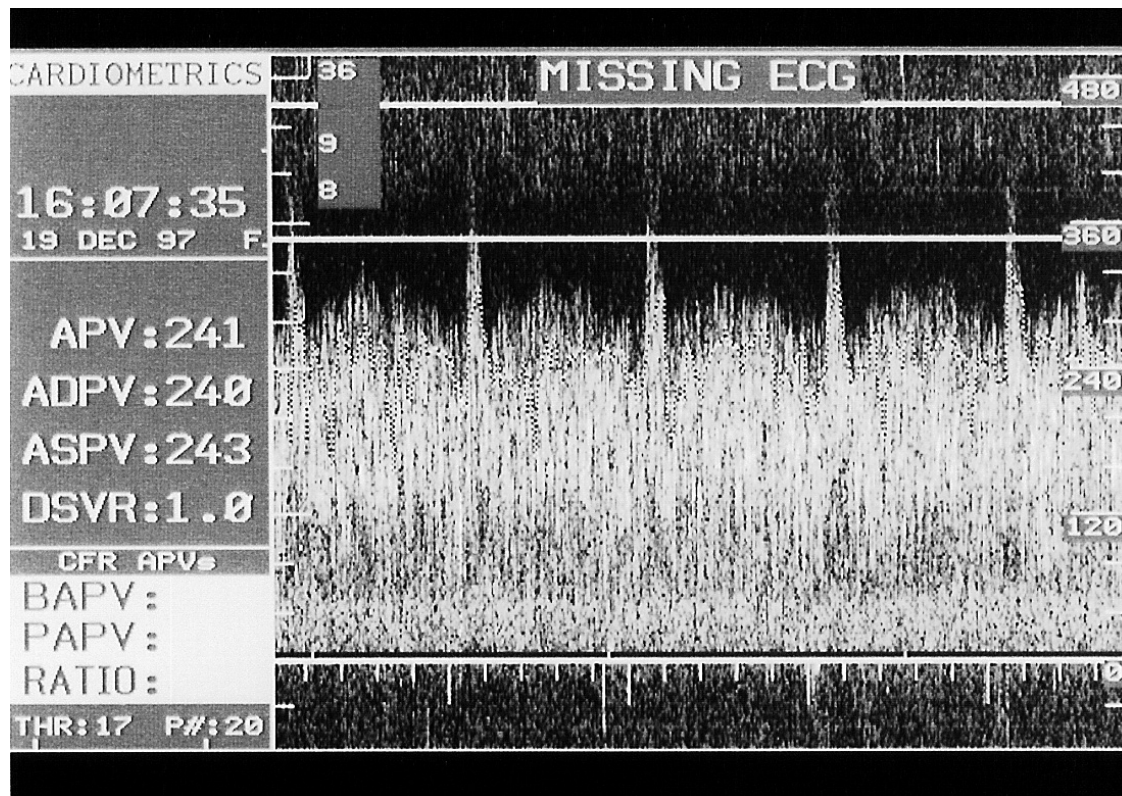 CARDIOMETRICS
16:07:35
19 DEC 97 F
APV:241
ADPV:240
ASPV:243
DSVR:1.0
CFR APVs
BAPV:
PAPV:
RATIO:
THR:17 P#:20
36
9
8
MISSING ECG
480
360
240
120
0